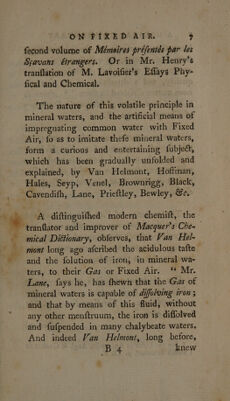 ON FIXED AIR. 7
ſecond volume of Mémoires préſentés par les
Sçavans étrangers. Or in Mr. Henry's
tranſlation of M. Lavoiſier's Eſſays Phy-
ſical and Chemical.
The nature of this volatile principle in
mineral waters, and the artificial means of
impregnating common water with Fixed
Air, ſo as to imitate theſe mineral waters,
form a curious and entertaining ſubject,
which has been gradually unfolded and
explained, by Van Helmont, Hoffman,
Hales, Seyp, Venel, Brownrigg, Black,
Cavendiſh, Lane, Prieſtley, Bewley, &c.
A diſtinguiſhed modern chemiſt, the
tranſlator and improver of Macquer's Che-
mical Dictionary, obſerves, that Van Hel-
mont long ago aſcribed the acidulous taſte
and the ſolution of iron, in mineral wa-
ters, to their Gas or Fixed Air. “ Mr.
Lane, ſays he, has ſhewn that the Gas of
mineral waters is capable of diſſolving iron ;
and that by means of this fluid, without
any other menſtruum, the iron is diſſolved
and ſuſpended in many chalybeate waters.
And indeed Van Helmont, long before,
B 4 knew